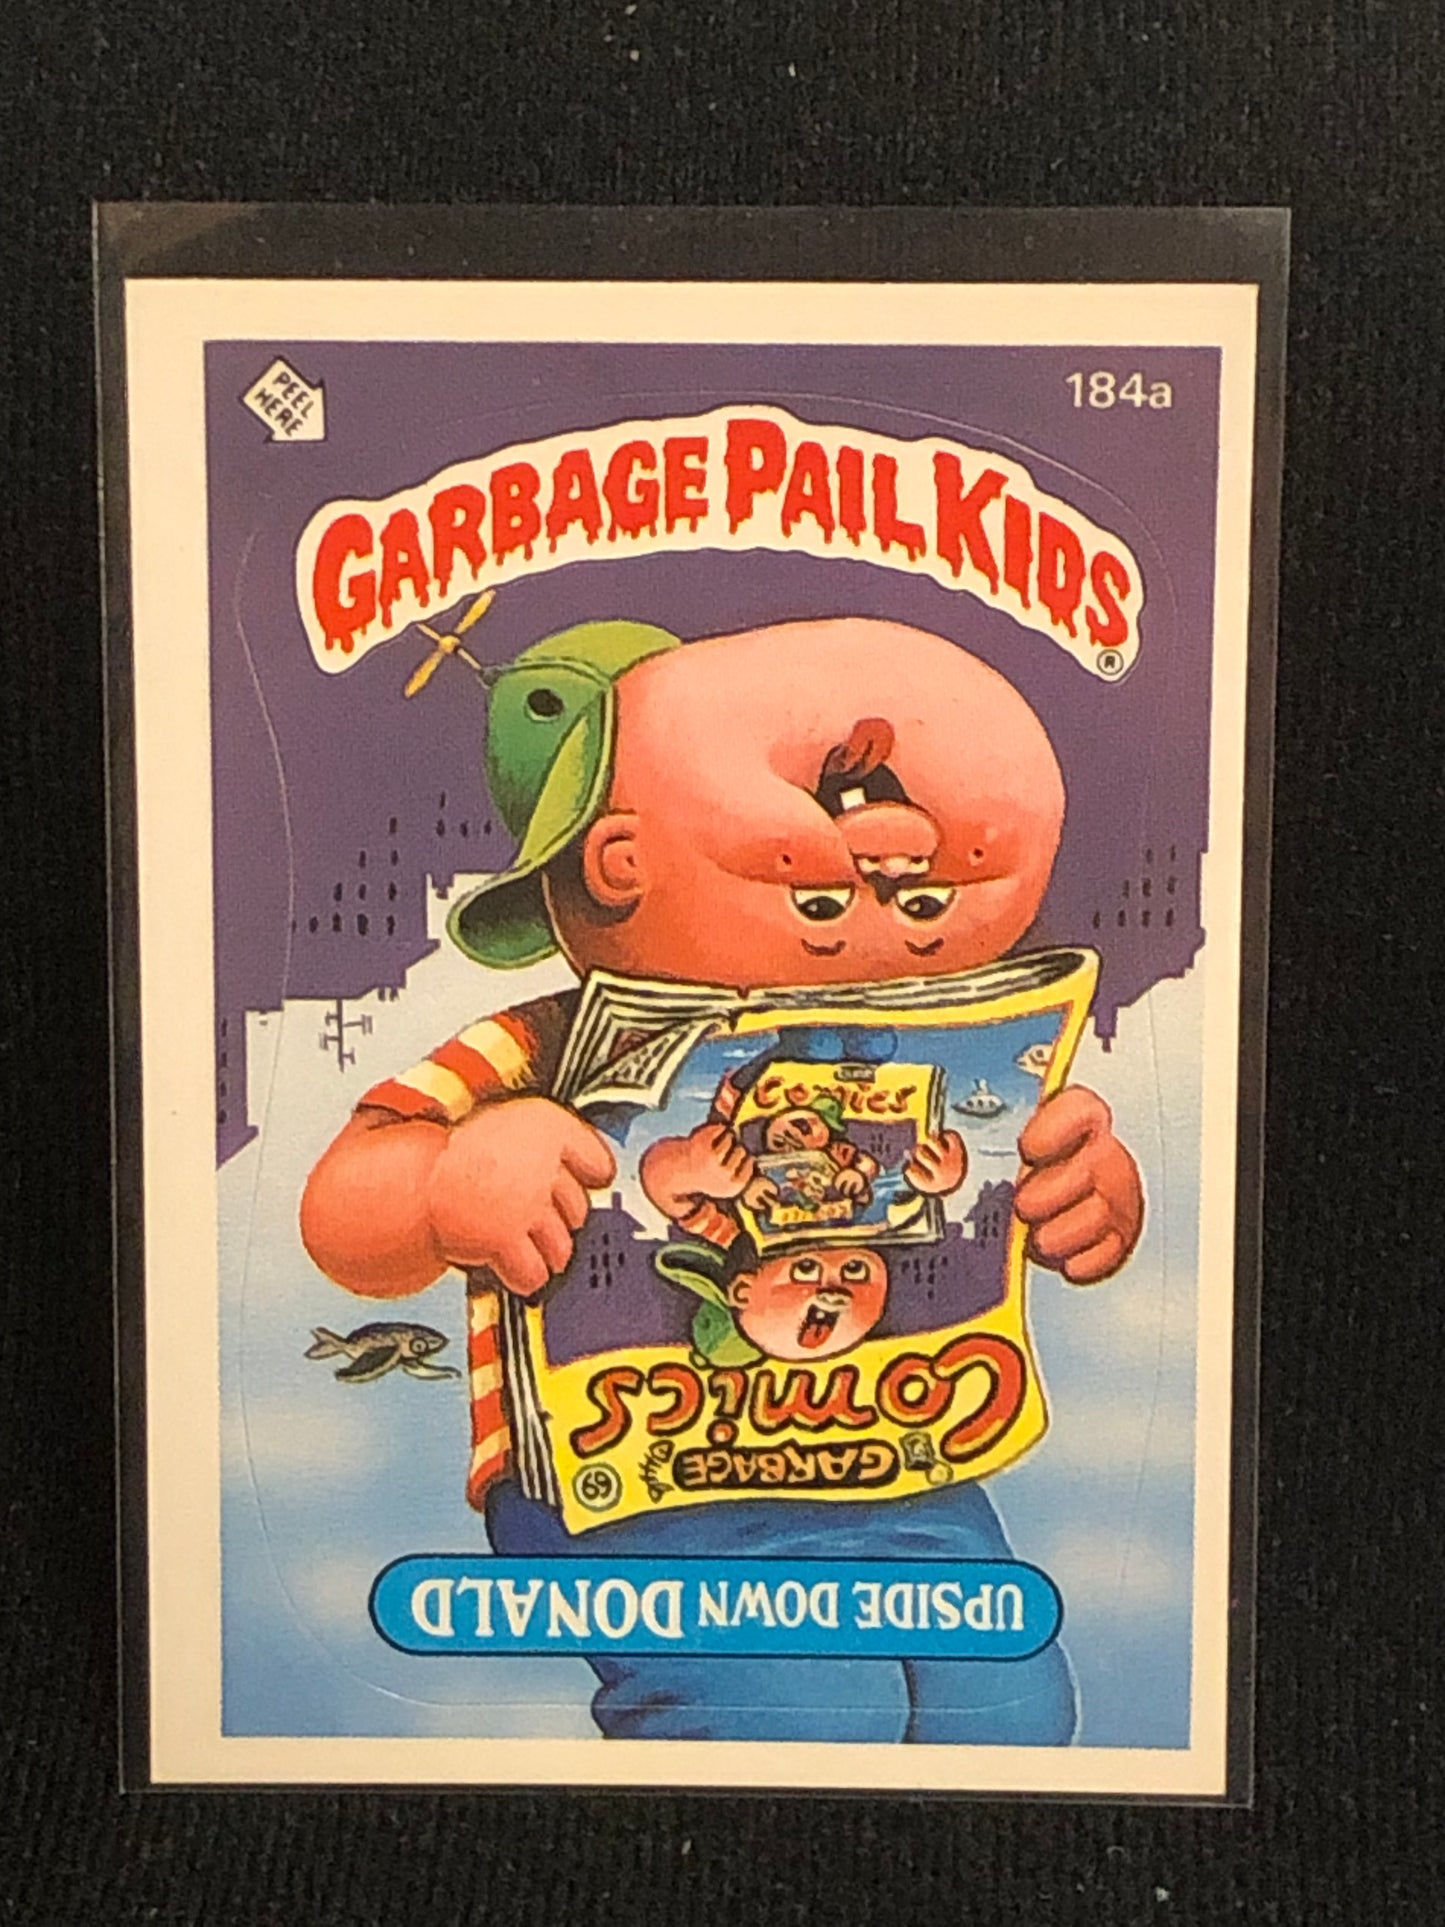 PEEL
HERE
184a
GARBAGE PAIL KIDS
®
Comics
Comics
GARBAGE
69
UPSIDE DOWN DONALD